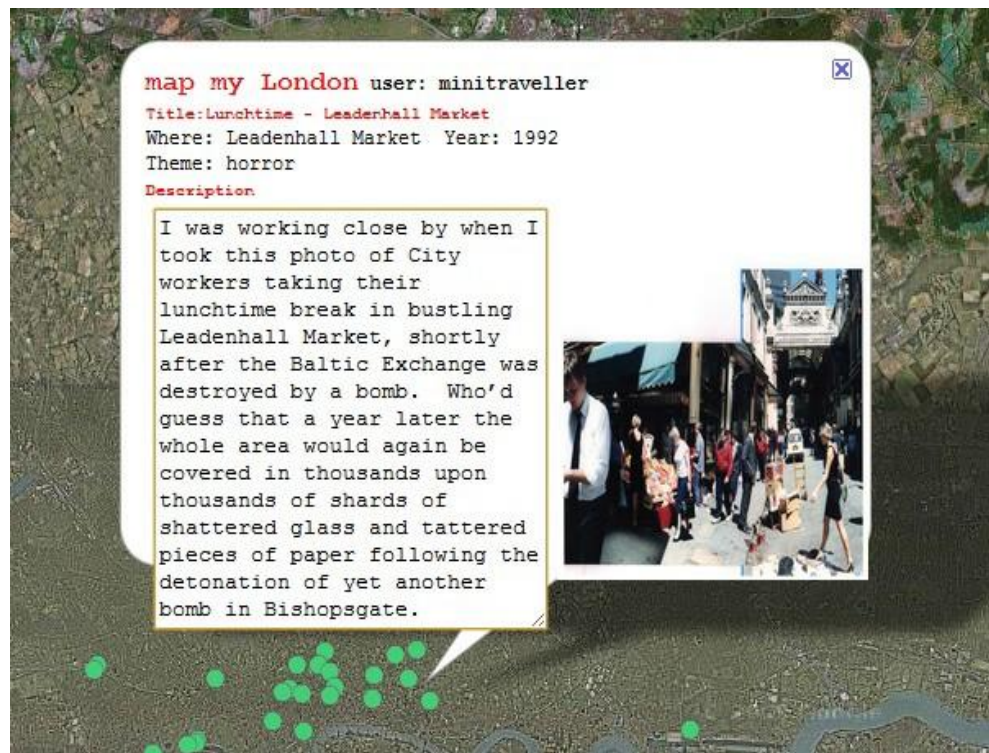 map my London user: minitraveller
Title:Lunchtime - Leadenhall Market
Where: Leadenhall Market  Year: 1992
Theme: horror
Description
I was working close by when I
took this photo of City
workers taking their
lunchtime break in bustling
Leadenhall Market, shortly
after the Baltic Exchange was
destroyed by a bomb.  Who'd
guess that a year later the
whole area would again be
covered in thousands upon
thousands of shards of
shattered glass and tattered
pieces of paper following the
detonation of yet another
bomb in Bishopsgate.